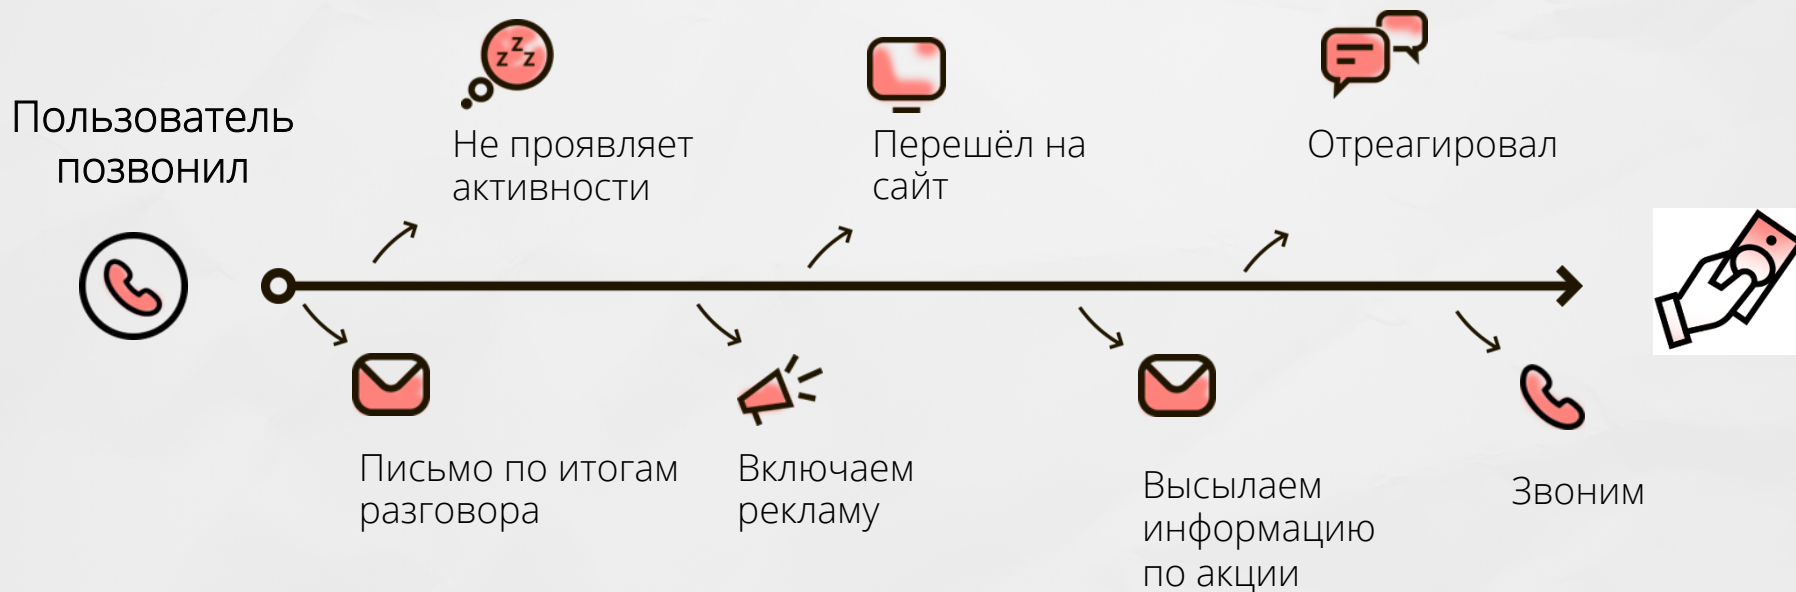 Пользователь
позвонил
zzz
Не проявляет
активности
Перешёл на
сайт
Отреагировал
Письмо по итогам
разговора
Включаем
рекламу
Высылаем
информацию
по акции
Звоним